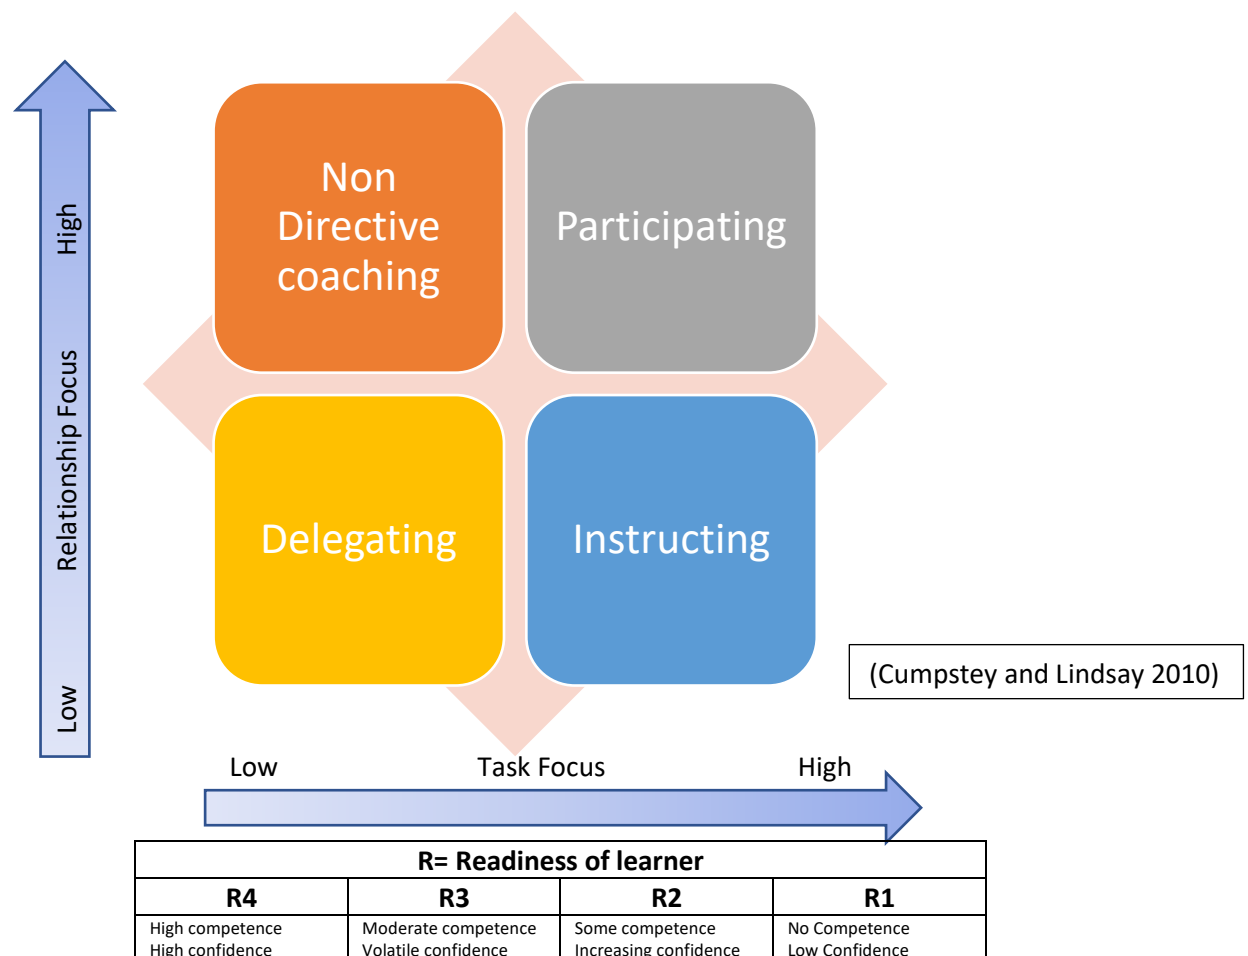 High
Relationship Focus
Low
Non
Directive
coaching
Participating
Delegating
Instructing
(Cumpstey and Lindsay 2010)
Low Task Focus High
R= Readiness of learner
R4 R3 R2 R1
High competence Moderate competence Some competence No Competence
High confidence Volatile confidence Increasing confidence Low Confidence